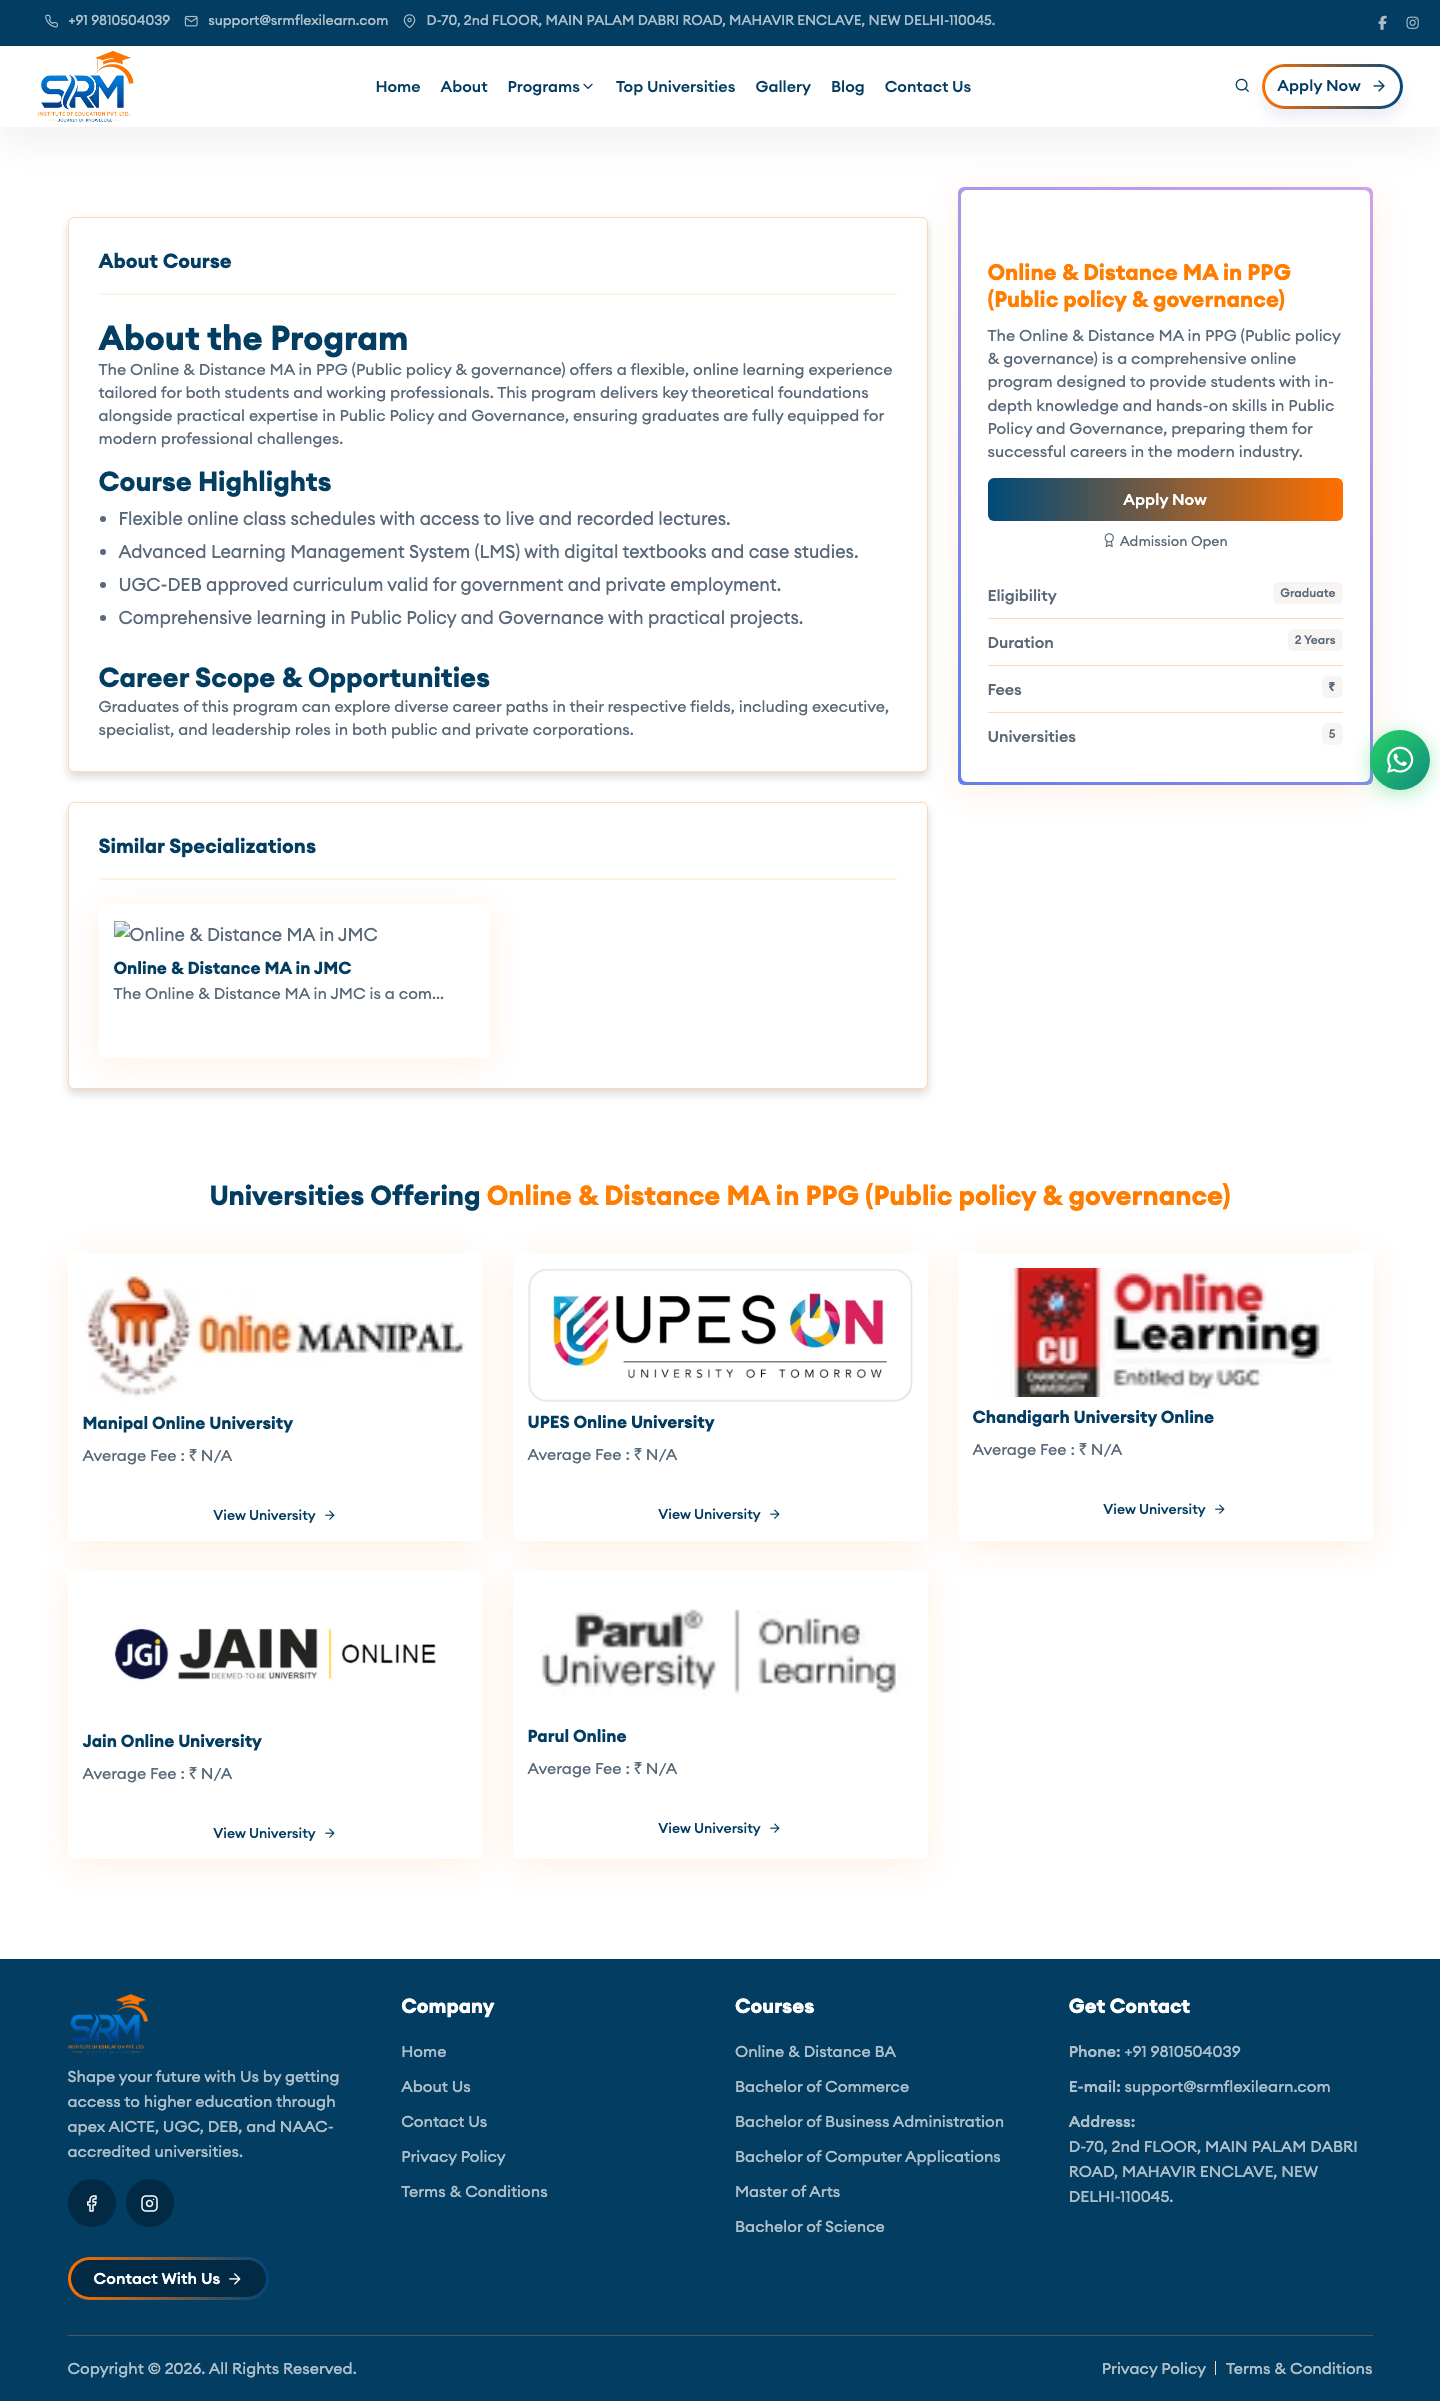 +91 9810504039 support@srmflexilearn.com D-70, 2nd FLOOR, MAIN PALAM DABRI ROAD, MAHAVIR ENCLAVE, NEW DELHI-110045.
SRM
INSTITUTE OF EDUCATION PVT. LTD.
JOURNEY OF KNOWLEDGE
Home About Programs Top Universities Gallery Blog Contact Us
Apply Now
About Course
About the Program
The Online & Distance MA in PPG (Public policy & governance) offers a flexible, online learning experience
tailored for both students and working professionals. This program delivers key theoretical foundations
alongside practical expertise in Public Policy and Governance, ensuring graduates are fully equipped for
modern professional challenges.
Course Highlights
• Flexible online class schedules with access to live and recorded lectures.
• Advanced Learning Management System (LMS) with digital textbooks and case studies.
• UGC-DEB approved curriculum valid for government and private employment.
• Comprehensive learning in Public Policy and Governance with practical projects.
Career Scope & Opportunities
Graduates of this program can explore diverse career paths in their respective fields, including executive,
specialist, and leadership roles in both public and private corporations.
Online & Distance MA in PPG
(Public policy & governance)
The Online & Distance MA in PPG (Public policy
& governance) is a comprehensive online
program designed to provide students with in-
depth knowledge and hands-on skills in Public
Policy and Governance, preparing them for
successful careers in the modern industry.
Apply Now
Admission Open
Eligibility Graduate
Duration 2 Years
Fees ₹
Universities 5
Similar Specializations
Online & Distance MA in JMC
Online & Distance MA in JMC
The Online & Distance MA in JMC is a com...
Universities Offering Online & Distance MA in PPG (Public policy & governance)
Online MANIPAL
Manipal Online University
Average Fee : ₹ N/A
View University
UPES ON
UNIVERSITY OF TOMORROW
UPES Online University
Average Fee : ₹ N/A
View University
CU
CHANDIGARH
UNIVERSITY
Online
Learning
Entitled by UGC
Chandigarh University Online
Average Fee : ₹ N/A
View University
JGi JAIN ONLINE
DEEMED-TO-BE UNIVERSITY
Jain Online University
Average Fee : ₹ N/A
View University
Parul® University Online Learning
Parul Online
Average Fee : ₹ N/A
View University
SRM
INSTITUTE OF EDUCATION PVT. LTD.
Shape your future with Us by getting
access to higher education through
apex AICTE, UGC, DEB, and NAAC-
accredited universities.
Contact With Us
Company
Home
About Us
Contact Us
Privacy Policy
Terms & Conditions
Courses
Online & Distance BA
Bachelor of Commerce
Bachelor of Business Administration
Bachelor of Computer Applications
Master of Arts
Bachelor of Science
Get Contact
Phone: +91 9810504039
E-mail: support@srmflexilearn.com
Address:
D-70, 2nd FLOOR, MAIN PALAM DABRI
ROAD, MAHAVIR ENCLAVE, NEW
DELHI-110045.
Copyright © 2026. All Rights Reserved.
Privacy Policy | Terms & Conditions